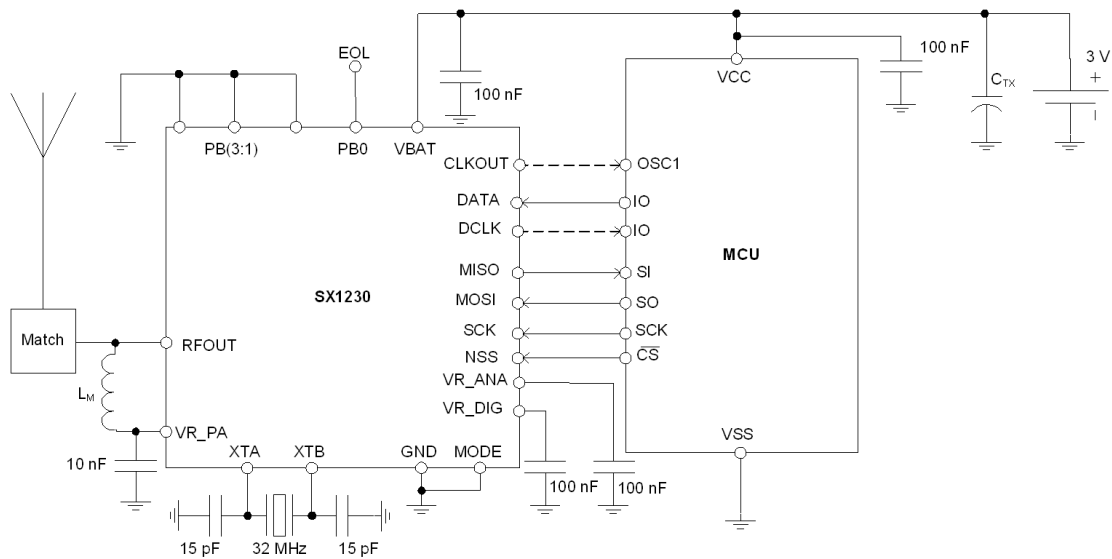 EOL
100 nF
VCC
100 nF
C_TX
3 V
+
PB(3:1)
PB0
VBAT
CLKOUT
OSC1
DATA
IO
DCLK
IO
MCU
MISO
SI
SX1230
MOSI
SO
SCK
SCK
Match
RFOUT
NSS
CS
VR_ANA
L_M
VR_DIG
VR_PA
VSS
XTA
XTB
GND
MODE
10 nF
100 nF
100 nF
15 pF
32 MHz
15 pF